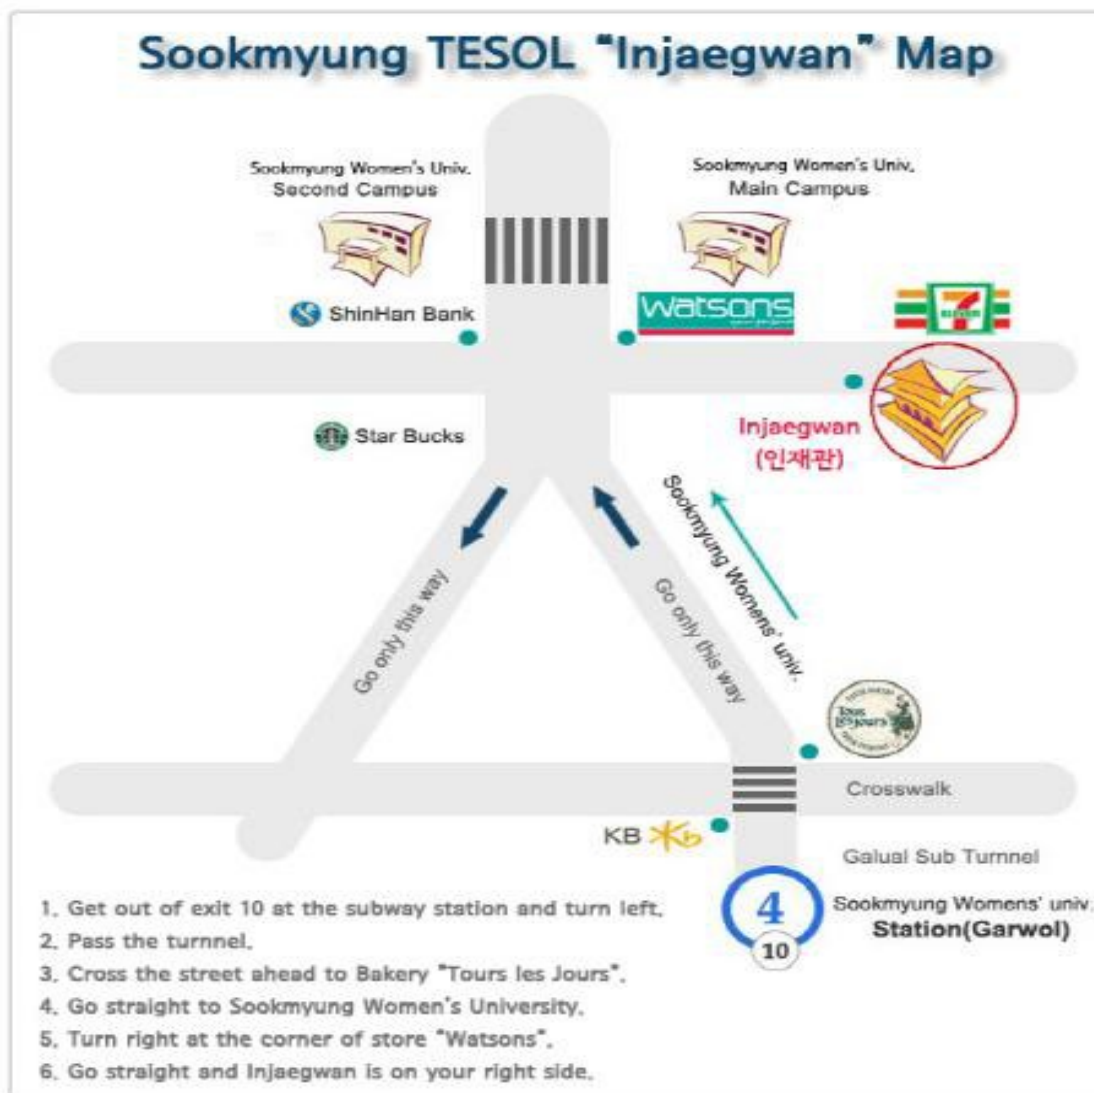 Sookmyung TESOL "Injaegwan" Map
Sookmyung Women's Univ.
Second Campus
Sookmyung Women's Univ.
Main Campus
ShinHan Bank
watsons
7
ELEVEN
Star Bucks
Injaegwan
(인재관)
Go only this way
Go only this way
Sookmyung Womens' univ.
Tous
Les Jours
Crosswalk
KB
Galual Sub Turnnel
4
10
Sookmyung Womens' univ.
Station(Garwol)
1. Get out of exit 10 at the subway station and turn left.
2. Pass the turnnel.
3. Cross the street ahead to Bakery "Tours les Jours".
4. Go straight to Sookmyung Women's University.
5. Turn right at the corner of store "Watsons".
6. Go straight and Injaegwan is on your right side.